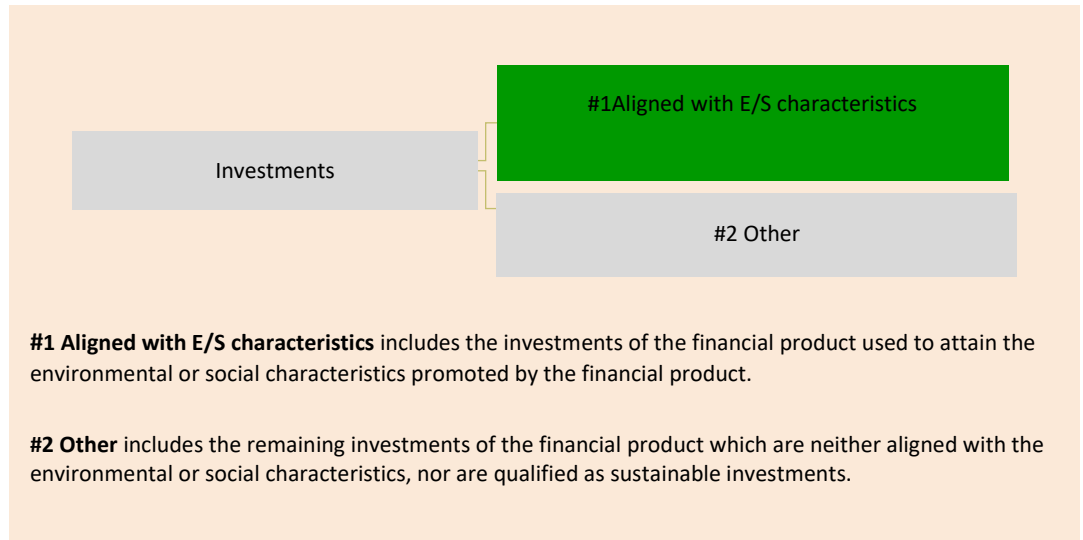 #1Aligned with E/S characteristics
Investments
#2 Other
#1 Aligned with E/S characteristics includes the investments of the financial product used to attain the
environmental or social characteristics promoted by the financial product.
#2 Other includes the remaining investments of the financial product which are neither aligned with the
environmental or social characteristics, nor are qualified as sustainable investments.